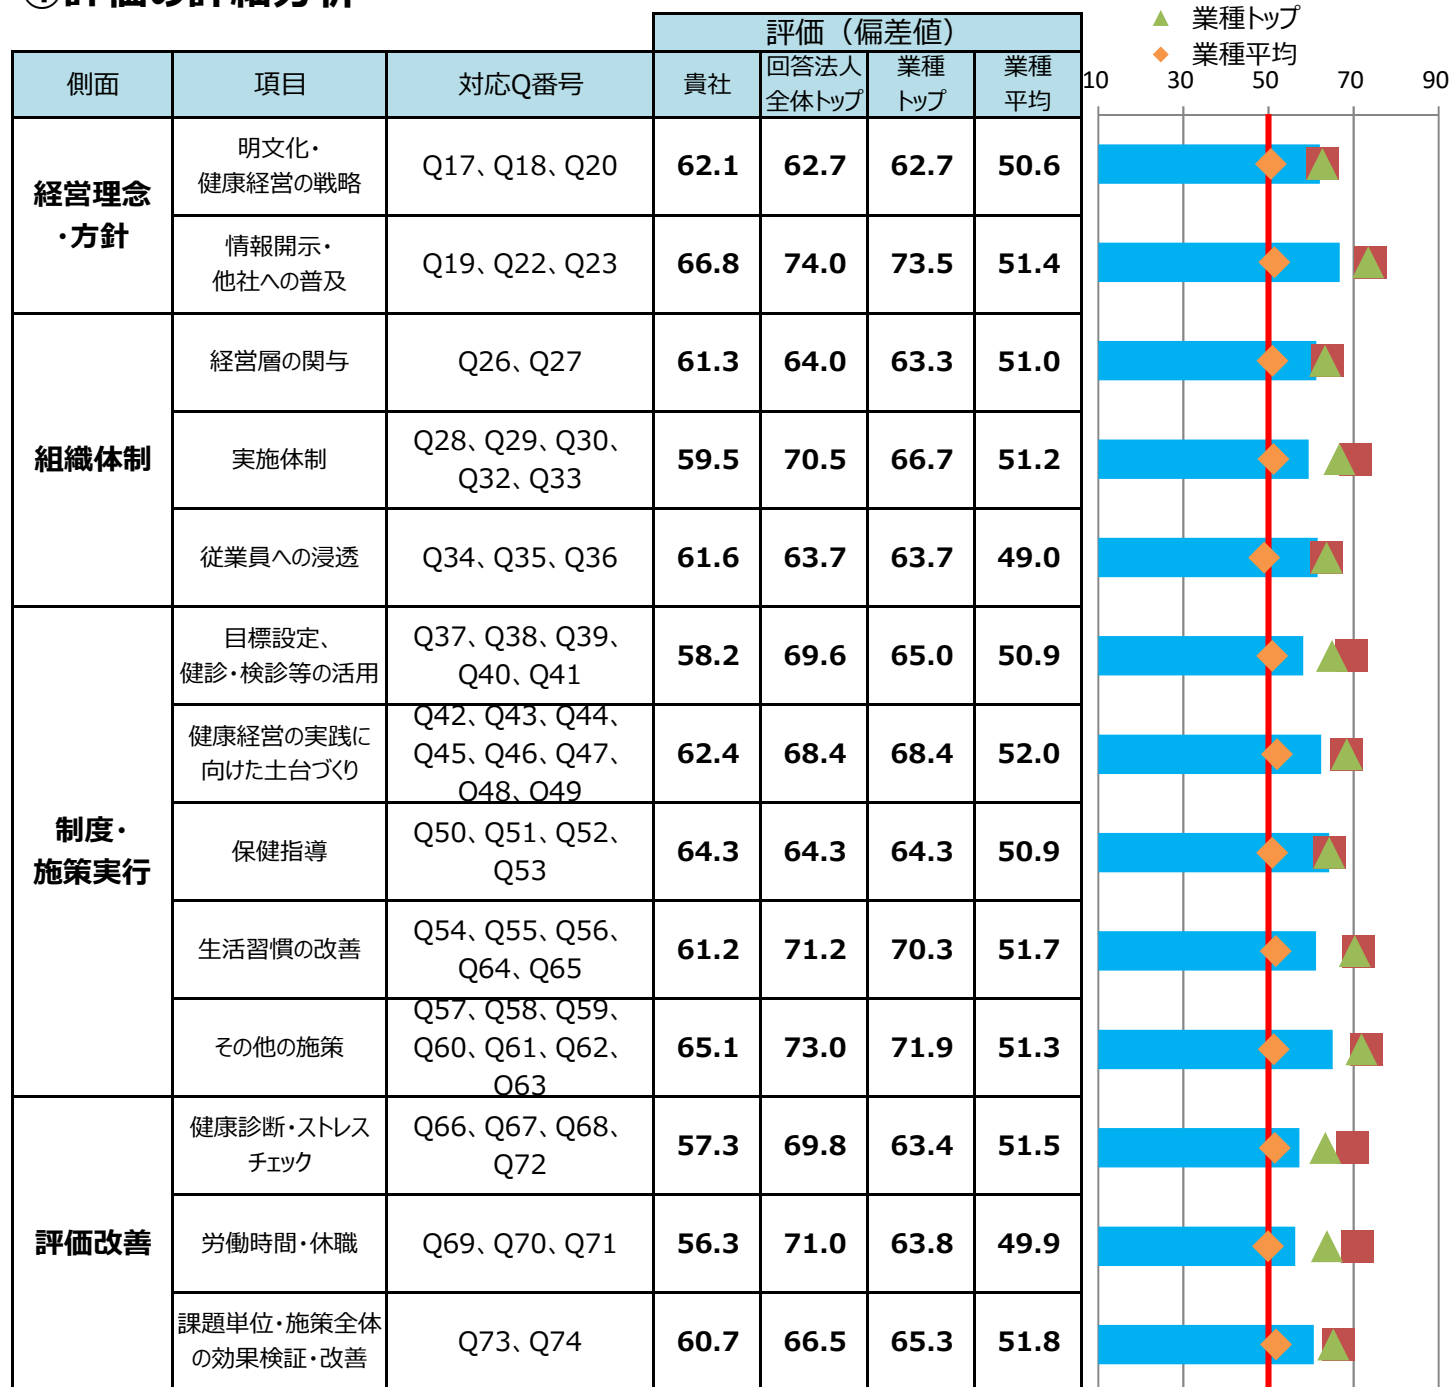 ①評価の詳細分析
▲ 業種トップ
◆ 業種平均
評価（偏差値）
側面 項目 対応Q番号 貴社 回答法人 業種 業種
全体トップ トップ 平均
10 30 50 70 90
経営理念
・方針
明文化・
健康経営の戦略
Q17、Q18、Q20 62.1 62.7 62.7 50.6
情報開示・
他社への普及
Q19、Q22、Q23 66.8 74.0 73.5 51.4
組織体制
経営層の関与 Q26、Q27 61.3 64.0 63.3 51.0
実施体制
Q28、Q29、Q30、
Q32、Q33
59.5 70.5 66.7 51.2
従業員への浸透 Q34、Q35、Q36 61.6 63.7 63.7 49.0
制度・
施策実行
目標設定、
健診・検診等の活用
Q37、Q38、Q39、
Q40、Q41
58.2 69.6 65.0 50.9
健康経営の実践に
向けた土台づくり
Q42、Q43、Q44、
Q45、Q46、Q47、
Q48、Q49
62.4 68.4 68.4 52.0
保健指導
Q50、Q51、Q52、
Q53
64.3 64.3 64.3 50.9
生活習慣の改善
Q54、Q55、Q56、
Q64、Q65
61.2 71.2 70.3 51.7
その他の施策
Q57、Q58、Q59、
Q60、Q61、Q62、
Q63
65.1 73.0 71.9 51.3
評価改善
健康診断・ストレス
チェック
Q66、Q67、Q68、
Q72
57.3 69.8 63.4 51.5
労働時間・休職 Q69、Q70、Q71 56.3 71.0 63.8 49.9
課題単位・施策全体
の効果検証・改善
Q73、Q74 60.7 66.5 65.3 51.8